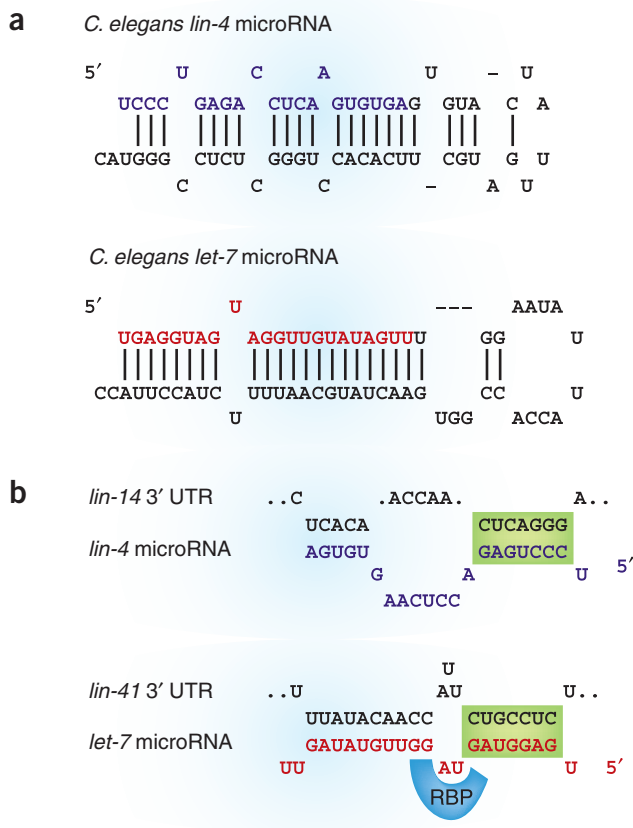 a
C. elegans lin-4 microRNA
5′ U C A U – U
UCCC GAGA CUCA GUGUGAG GUA C A
CAUGGG CUCU GGGU CACACUU CGU G U
C C C – A U
C. elegans let-7 microRNA
5′ U --- AAUA
UGAGGUAG AGGUUGUAUAGUUU GG U
CCAUUCCAUC UUUAACGUAUCAAG CC U
U UGG ACCA
b
lin-14 3′ UTR ..C .ACCAA. A..
UCACA CUCAGGG
lin-4 microRNA AGUGU GAGUCCC
G A U 5′
AACUCC
U
lin-41 3′ UTR ..U AU U..
UUAUACAACC CUGCCUC
let-7 microRNA GAUAUGUUGG GAUGGAG
UU AU U 5′
RBP